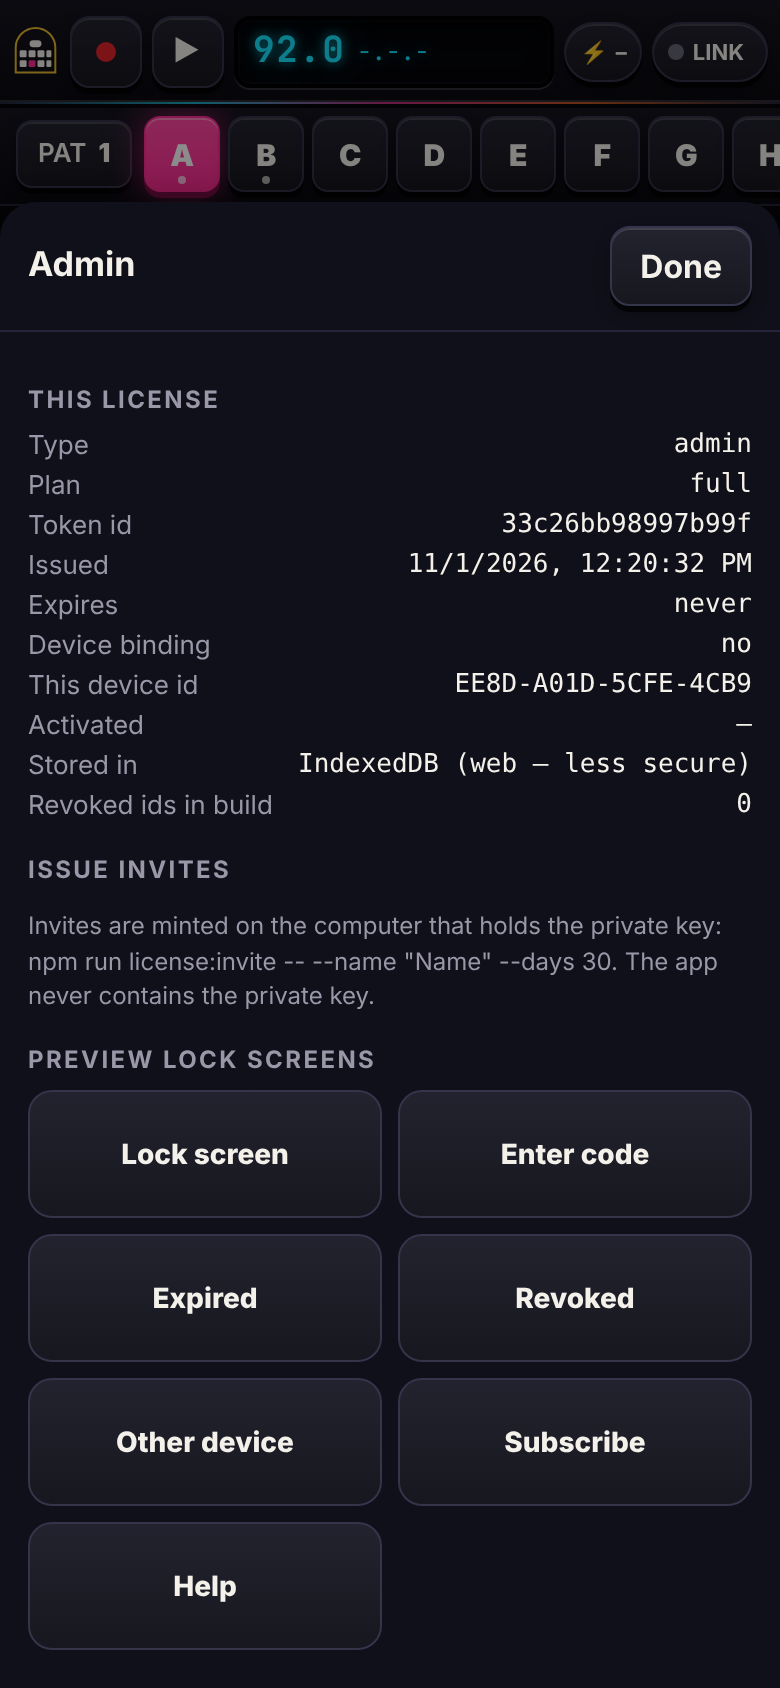 92.0 -.-.-
⚡ –
LINK
PAT 1
A
B
C
D
E
F
G
H
Admin
Done
THIS LICENSE
Type admin
Plan full
Token id 33c26bb98997b99f
Issued 11/1/2026, 12:20:32 PM
Expires never
Device binding no
This device id EE8D-A01D-5CFE-4CB9
Activated —
Stored in IndexedDB (web — less secure)
Revoked ids in build 0
ISSUE INVITES
Invites are minted on the computer that holds the private key:
npm run license:invite -- --name "Name" --days 30. The app
never contains the private key.
PREVIEW LOCK SCREENS
Lock screen
Enter code
Expired
Revoked
Other device
Subscribe
Help